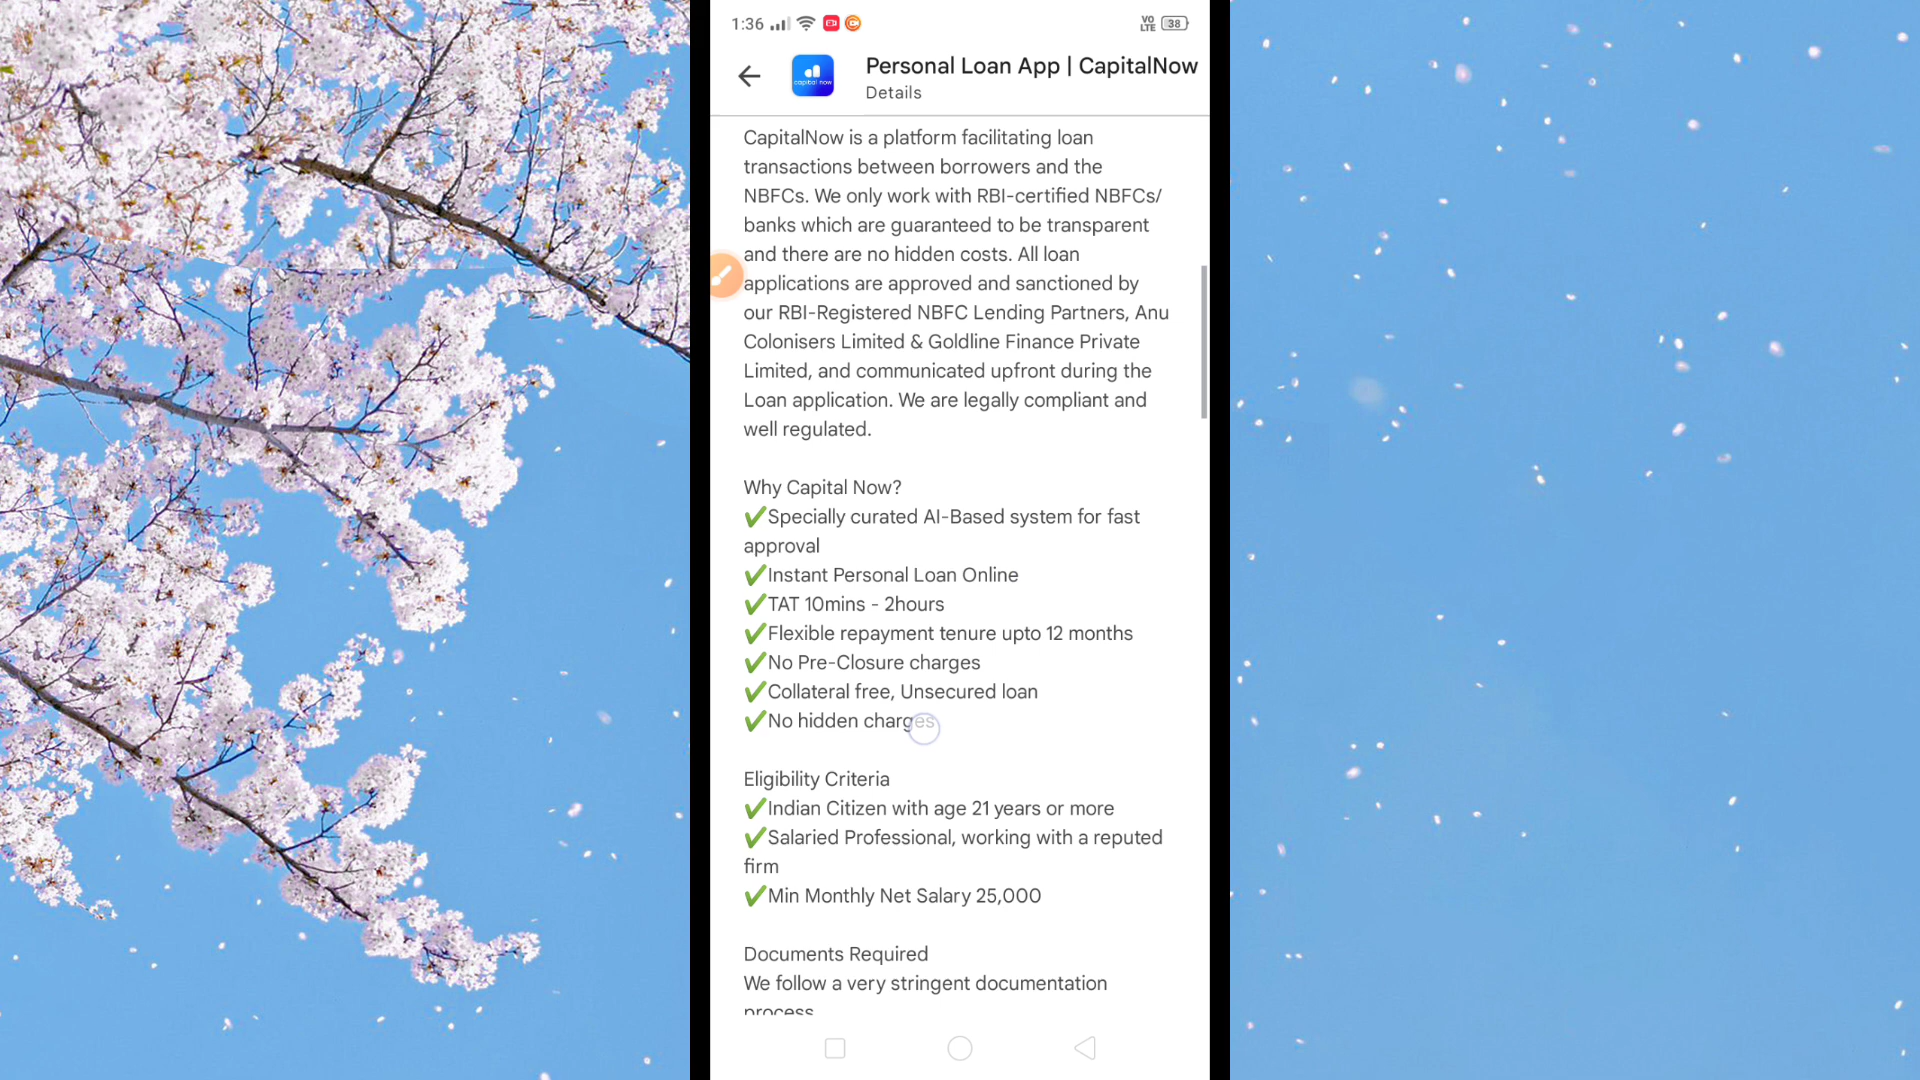 1:36
VO
LTE
38
capital now
Personal Loan App | CapitalNow
Details
CapitalNow is a platform facilitating loan
transactions between borrowers and the
NBFCs. We only work with RBI-certified NBFCs/
banks which are guaranteed to be transparent
and there are no hidden costs. All loan
applications are approved and sanctioned by
our RBI-Registered NBFC Lending Partners, Anu
Colonisers Limited & Goldline Finance Private
Limited, and communicated upfront during the
Loan application. We are legally compliant and
well regulated.
Why Capital Now?
✔Specially curated AI-Based system for fast
approval
✔Instant Personal Loan Online
✔TAT 10mins - 2hours
✔Flexible repayment tenure upto 12 months
✔No Pre-Closure charges
✔Collateral free, Unsecured loan
✔No hidden charges
Eligibility Criteria
✔Indian Citizen with age 21 years or more
✔Salaried Professional, working with a reputed
firm
✔Min Monthly Net Salary 25,000
Documents Required
We follow a very stringent documentation
process